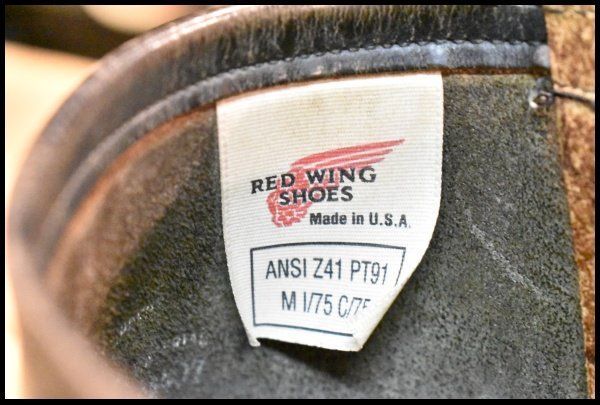 RED WING
SHOES
Made in U.S.A.
ANSI Z41 PT91
M I/75 C/75